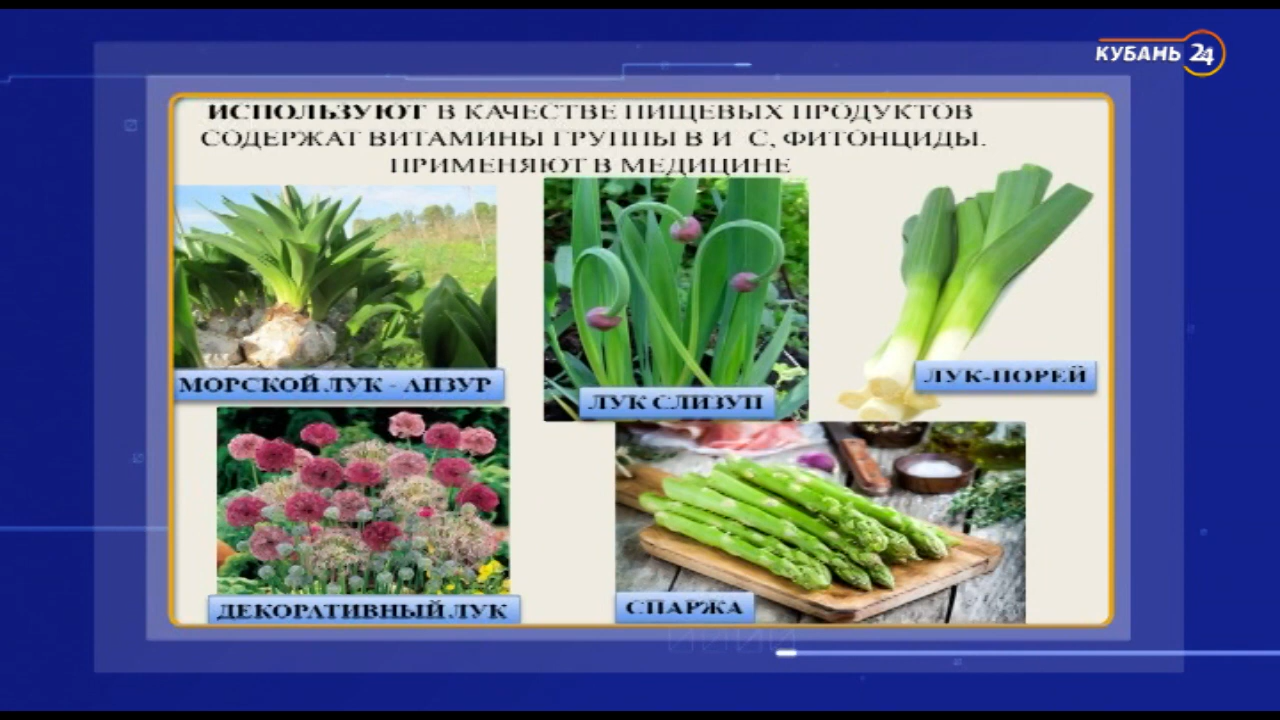 КУБАНЬ 24
ИСПОЛЬЗУЮТ В КАЧЕСТВЕ ПИЩЕВЫХ ПРОДУКТОВ
СОДЕРЖАТ ВИТАМИНЫ ГРУППЫ В И С, ФИТОНЦИДЫ.
ПРИМЕНЯЮТ В МЕДИЦИНЕ
МОРСКОЙ ЛУК - АНЗУР
ЛУК СЛИЗУП
ЛУК-ПОРЕЙ
ДЕКОРАТИВНЫЙ ЛУК
СПАРЖА